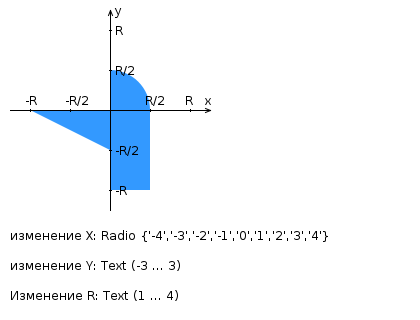 y
R
R/2
-R -R/2 R/2 R x
-R/2
-R
изменение X: Radio {'-4','-3','-2','-1','0','1','2','3','4'}
изменение Y: Text (-3 ... 3)
Изменение R: Text (1 ... 4)